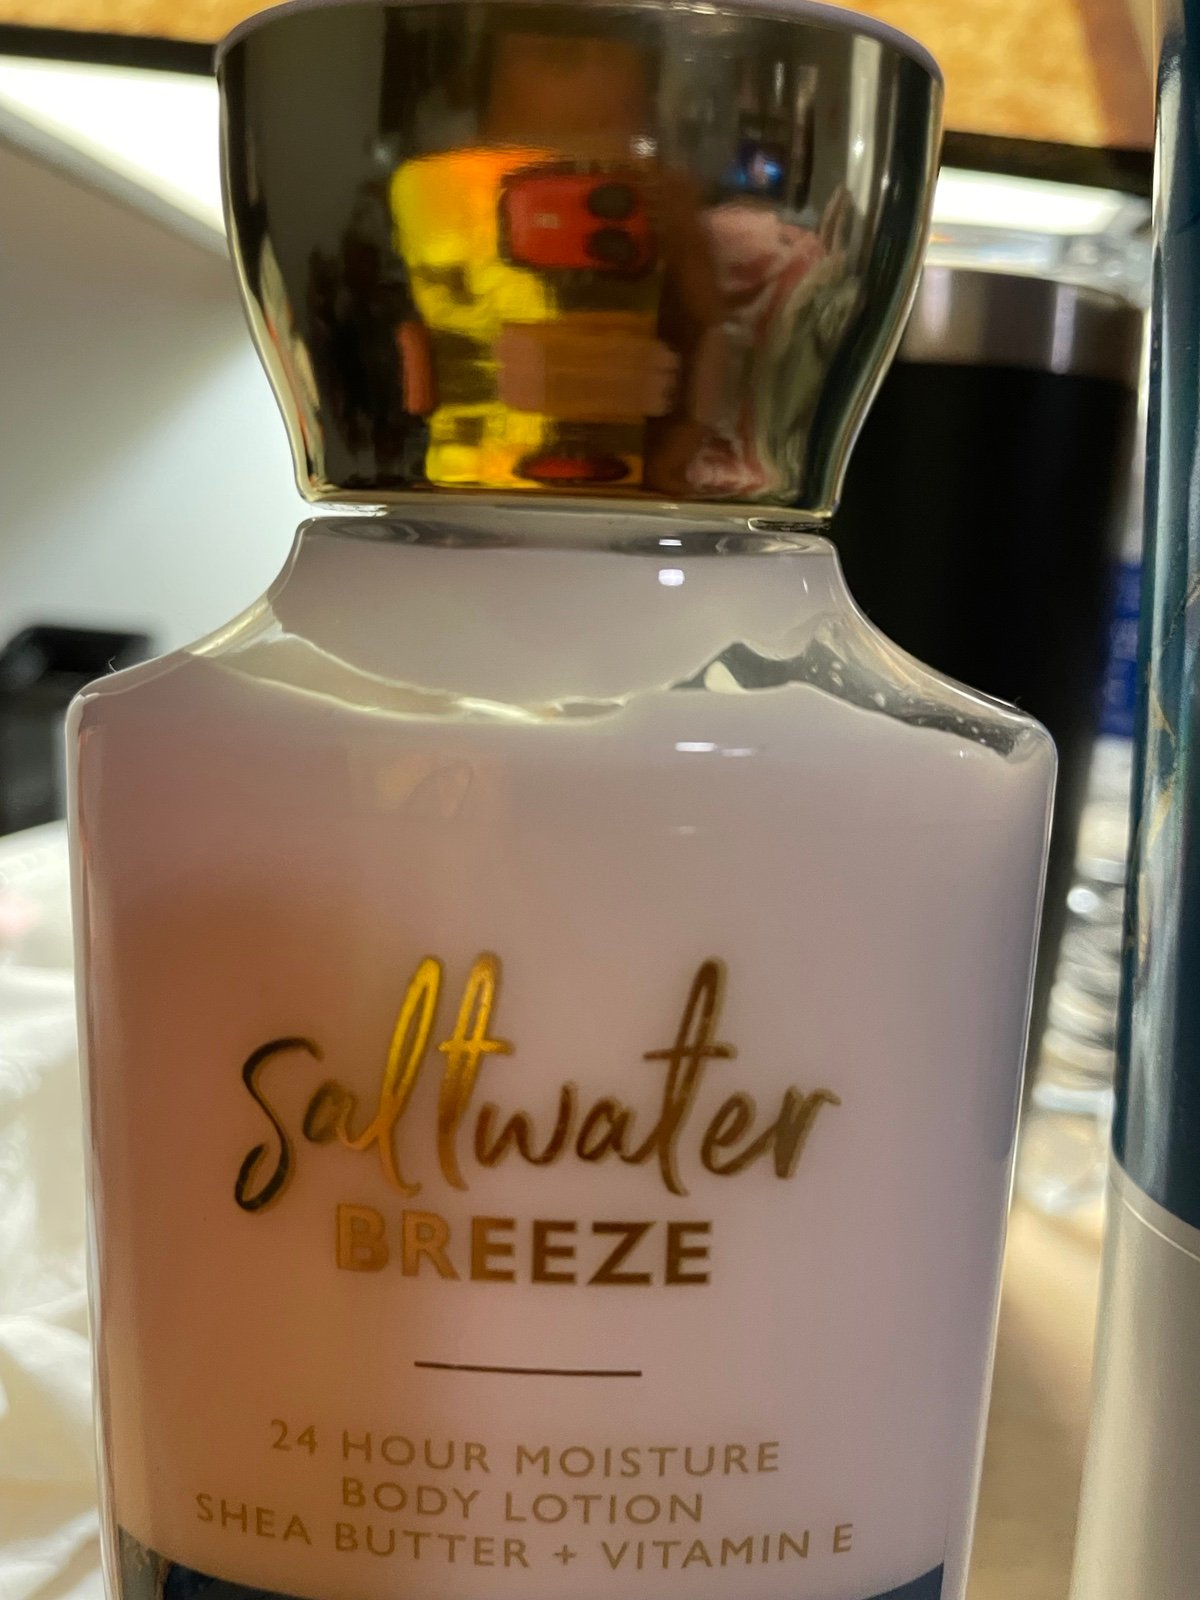 Saltwater
BREEZE
24 HOUR MOISTURE
BODY LOTION
SHEA BUTTER + VITAMIN E